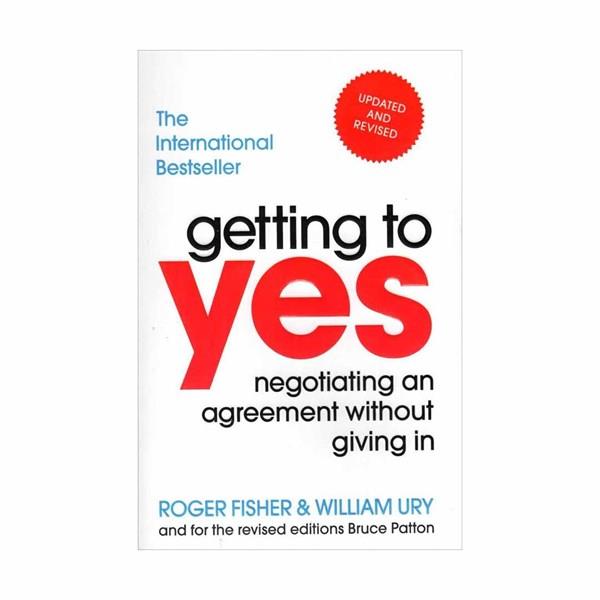 The
International
Bestseller
UPDATED
AND
REVISED
getting to
yes
negotiating an
agreement without
giving in
ROGER FISHER & WILLIAM URY
and for the revised editions Bruce Patton